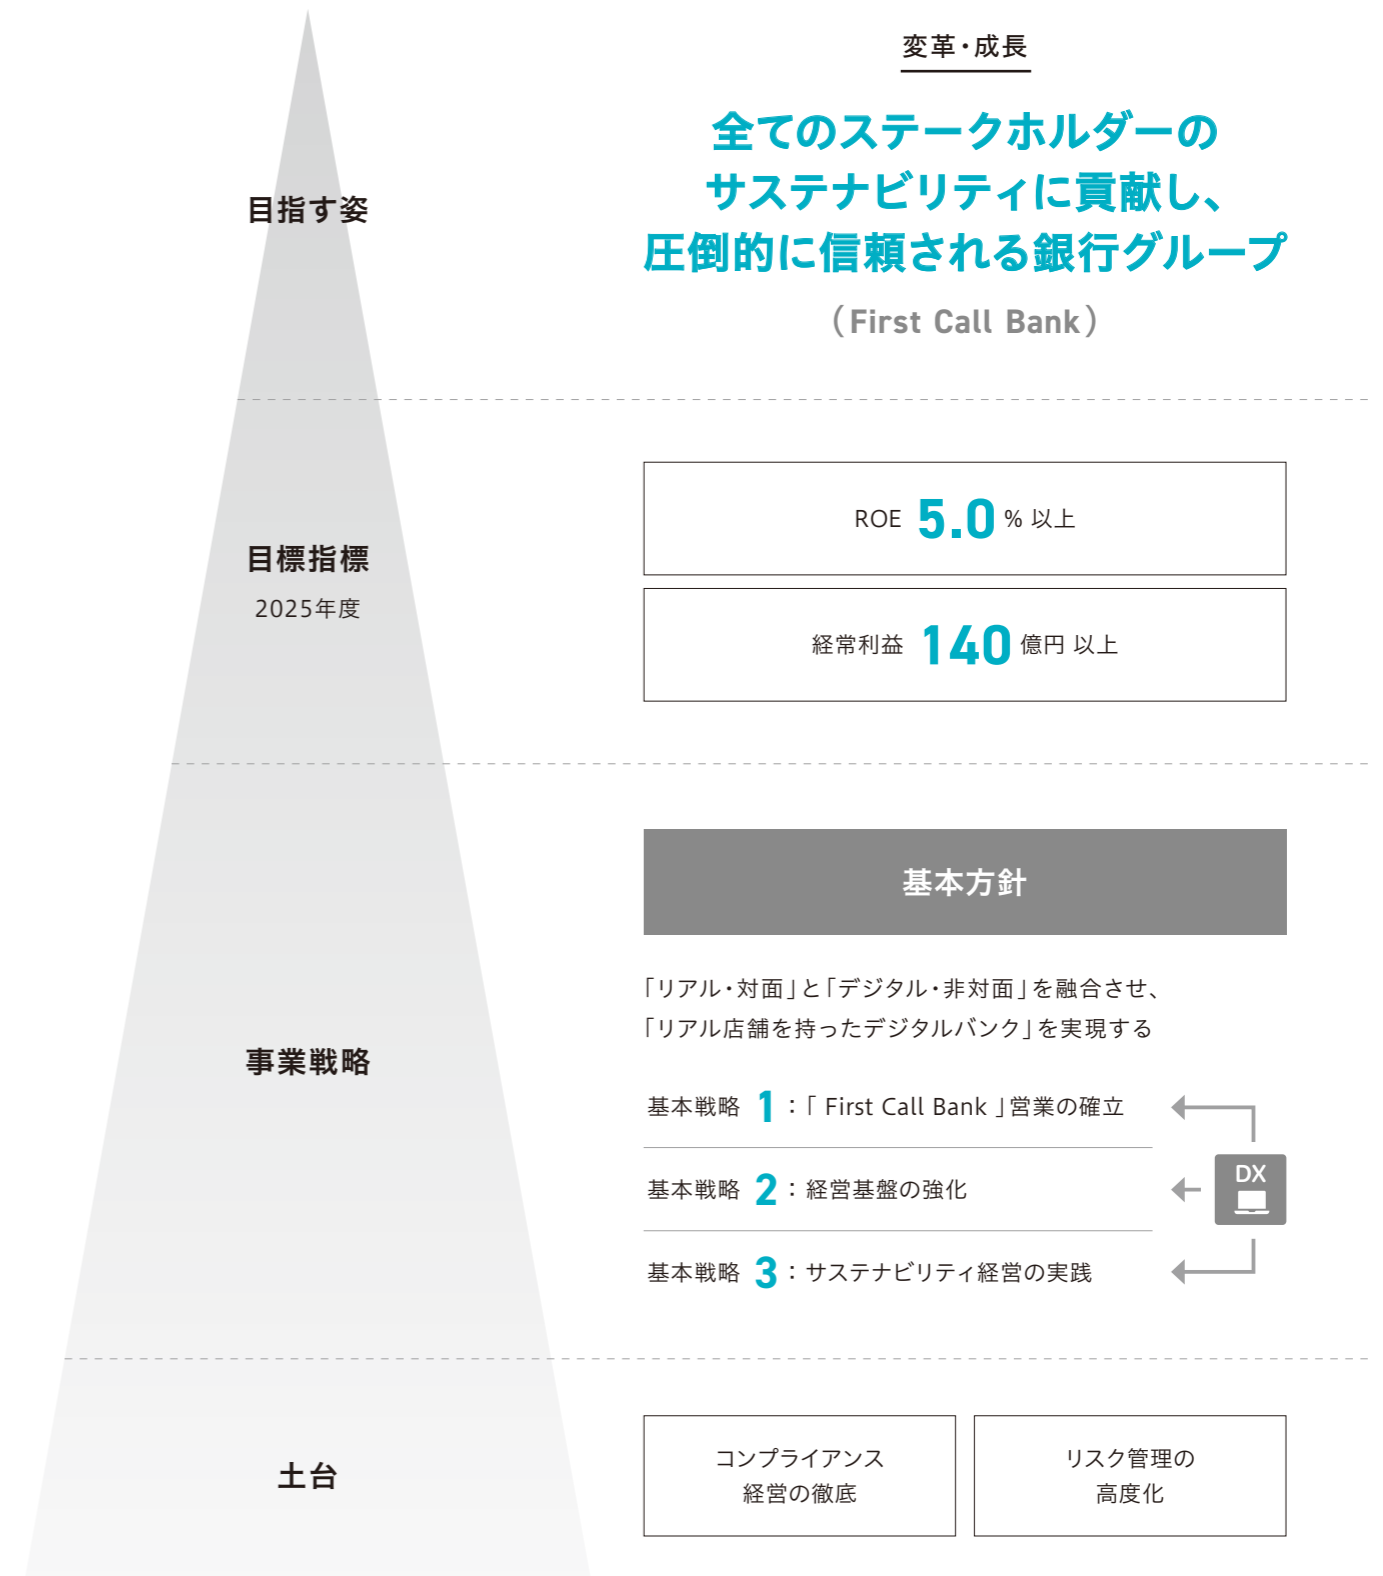 変革・成長
全てのステークホルダーの
サステナビリティに貢献し、
圧倒的に信頼される銀行グループ
（First Call Bank）
目指す姿
目標指標
2025年度
ROE 5.0 % 以上
経常利益 140 億円 以上
事業戦略
基本方針
「リアル・対面」と「デジタル・非対面」を融合させ、
「リアル店舗を持ったデジタルバンク」を実現する
基本戦略 1：「 First Call Bank 」営業の確立
基本戦略 2：経営基盤の強化
基本戦略 3：サステナビリティ経営の実践
DX
土台
コンプライアンス
経営の徹底
リスク管理の
高度化